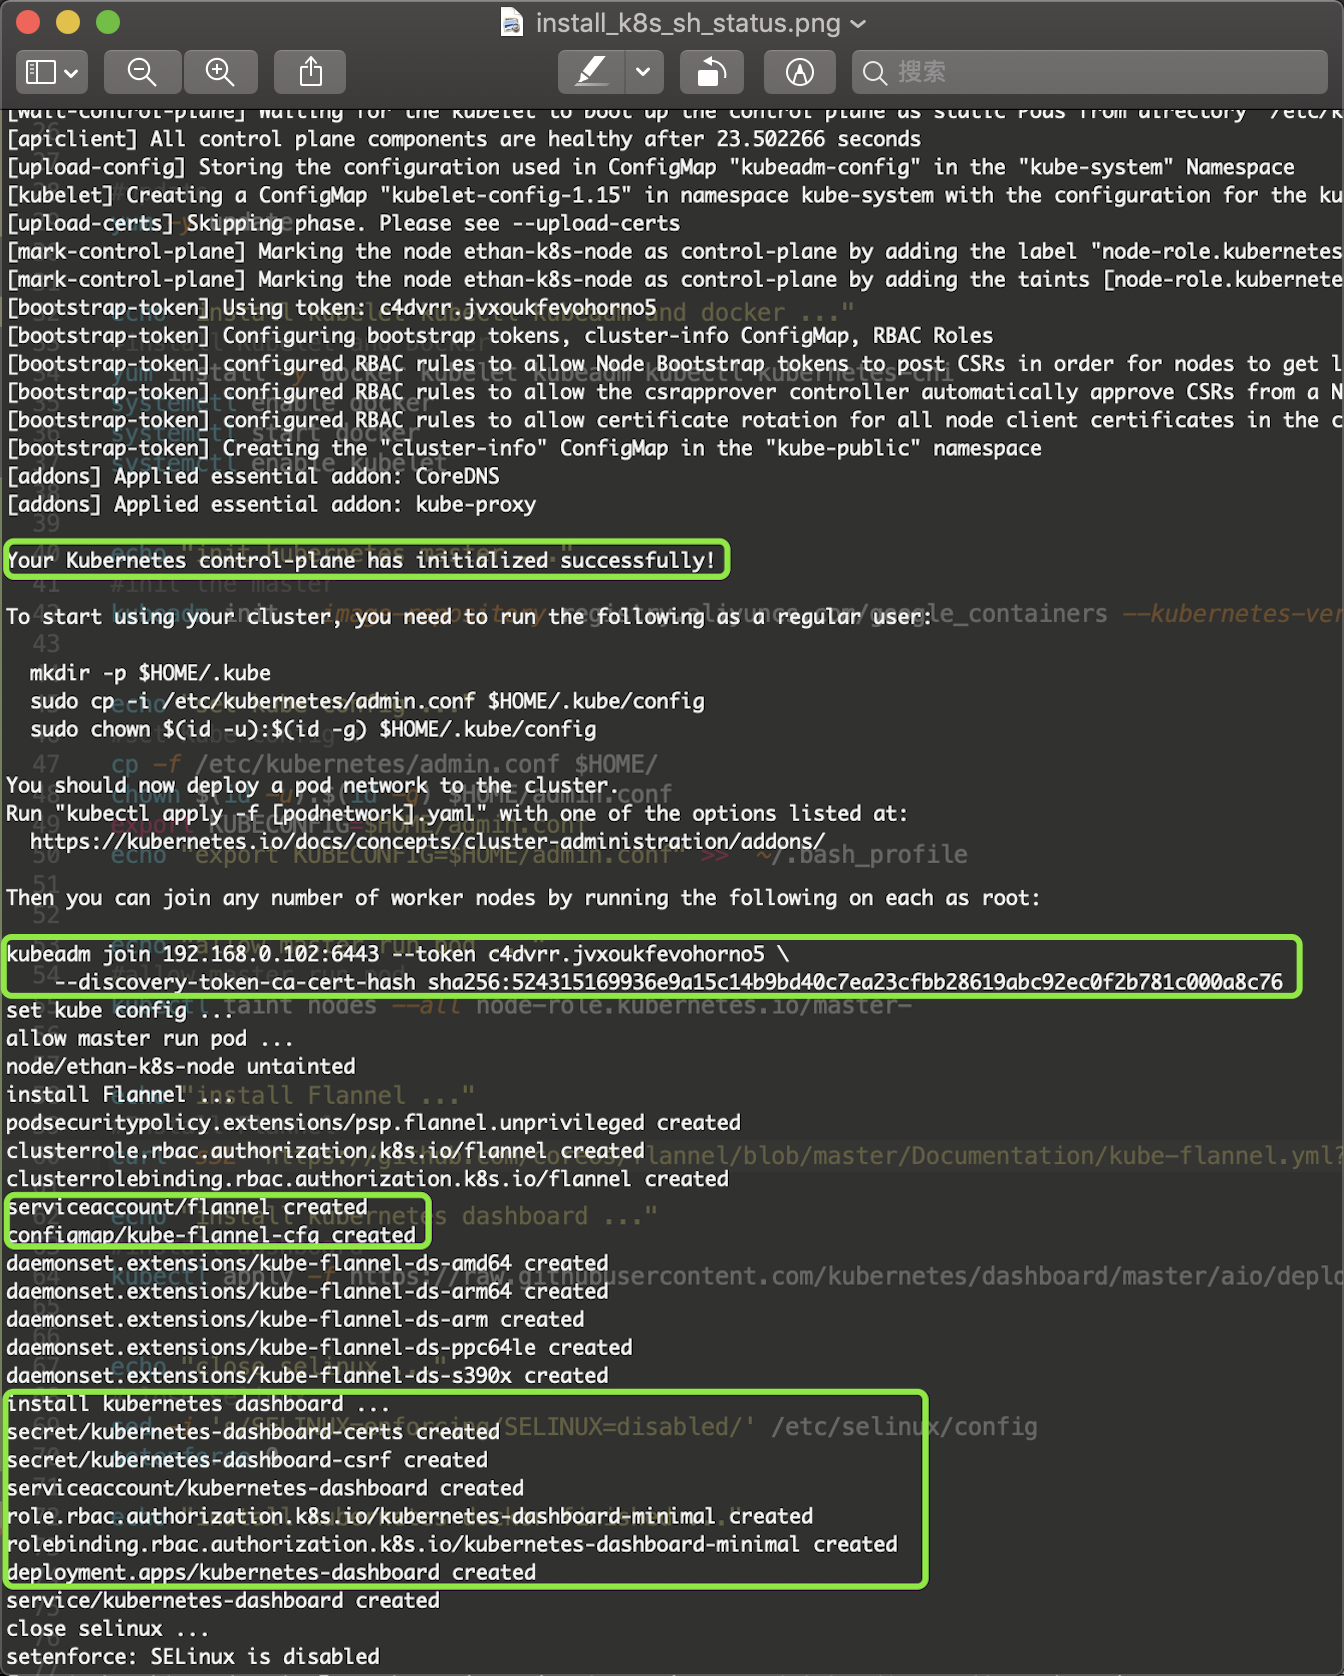 install_k8s_sh_status.png
搜索
[wait-control-plane] Waiting for the kubelet to boot up the control plane as static Pods from directory "/etc/k
[apiclient] All control plane components are healthy after 23.502266 seconds
[upload-config] Storing the configuration used in ConfigMap "kubeadm-config" in the "kube-system" Namespace
[kubelet] Creating a ConfigMap "kubelet-config-1.15" in namespace kube-system with the configuration for the ku
[upload-certs] Skipping phase. Please see --upload-certs
[mark-control-plane] Marking the node ethan-k8s-node as control-plane by adding the label "node-role.kubernetes
[mark-control-plane] Marking the node ethan-k8s-node as control-plane by adding the taints [node-role.kubernete
[bootstrap-token] Using token: c4dvrr.jvxoukfevohorno5
[bootstrap-token] Configuring bootstrap tokens, cluster-info ConfigMap, RBAC Roles
[bootstrap-token] configured RBAC rules to allow Node Bootstrap tokens to post CSRs in order for nodes to get l
[bootstrap-token] configured RBAC rules to allow the csrapprover controller automatically approve CSRs from a N
[bootstrap-token] configured RBAC rules to allow certificate rotation for all node client certificates in the c
[bootstrap-token] Creating the "cluster-info" ConfigMap in the "kube-public" namespace
[addons] Applied essential addon: CoreDNS
[addons] Applied essential addon: kube-proxy
Your Kubernetes control-plane has initialized successfully!
To start using your cluster, you need to run the following as a regular user:
mkdir -p $HOME/.kube
sudo cp -i /etc/kubernetes/admin.conf $HOME/.kube/config
sudo chown $(id -u):$(id -g) $HOME/.kube/config
You should now deploy a pod network to the cluster.
Run "kubectl apply -f [podnetwork].yaml" with one of the options listed at:
https://kubernetes.io/docs/concepts/cluster-administration/addons/
Then you can join any number of worker nodes by running the following on each as root:
kubeadm join 192.168.0.102:6443 --token c4dvrr.jvxoukfevohorno5 \
--discovery-token-ca-cert-hash sha256:524315169936e9a15c14b9bd40c7ea23cfbb28619abc92ec0f2b781c000a8c76
set kube config ...
allow master run pod ...
node/ethan-k8s-node untainted
install Flannel ...
podsecuritypolicy.extensions/psp.flannel.unprivileged created
clusterrole.rbac.authorization.k8s.io/flannel created
clusterrolebinding.rbac.authorization.k8s.io/flannel created
serviceaccount/flannel created
configmap/kube-flannel-cfg created
daemonset.extensions/kube-flannel-ds-amd64 created
daemonset.extensions/kube-flannel-ds-arm64 created
daemonset.extensions/kube-flannel-ds-arm created
daemonset.extensions/kube-flannel-ds-ppc64le created
daemonset.extensions/kube-flannel-ds-s390x created
install kubernetes dashboard ...
secret/kubernetes-dashboard-certs created
secret/kubernetes-dashboard-csrf created
serviceaccount/kubernetes-dashboard created
role.rbac.authorization.k8s.io/kubernetes-dashboard-minimal created
rolebinding.rbac.authorization.k8s.io/kubernetes-dashboard-minimal created
deployment.apps/kubernetes-dashboard created
service/kubernetes-dashboard created
close selinux ...
setenforce: SELinux is disabled